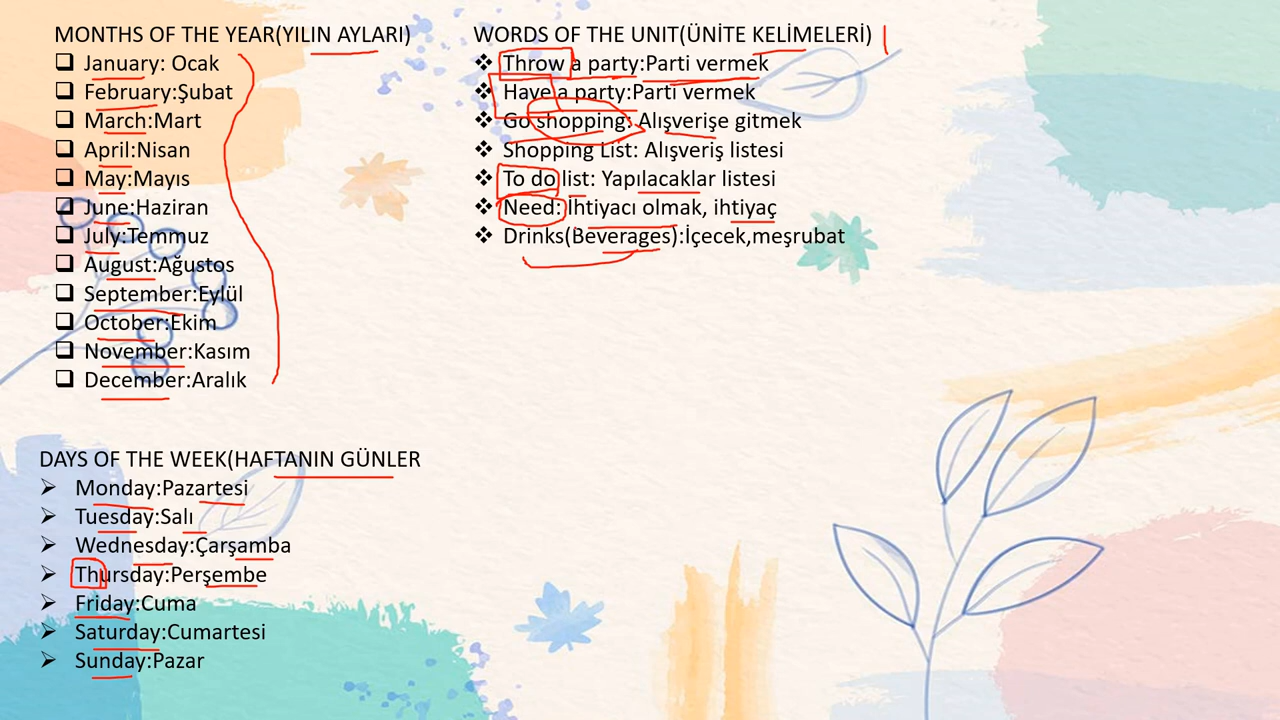 MONTHS OF THE YEAR(YILIN AYLARI)
January: Ocak
February:Şubat
March:Mart
April:Nisan
May:Mayıs
June:Haziran
July:Temmuz
August:Ağustos
September:Eylül
October:Ekim
November:Kasım
December:Aralık
DAYS OF THE WEEK(HAFTANIN GÜNLER
Monday:Pazartesi
Tuesday:Salı
Wednesday:Çarşamba
Thursday:Perşembe
Friday:Cuma
Saturday:Cumartesi
Sunday:Pazar
WORDS OF THE UNIT(ÜNİTE KELİMELERİ)
Throw a party:Parti vermek
Have a party:Parti vermek
Go shopping: Alışverişe gitmek
Shopping List: Alışveriş listesi
To do list: Yapılacaklar listesi
Need: İhtiyacı olmak, ihtiyaç
Drinks(Beverages):İçecek,meşrubat